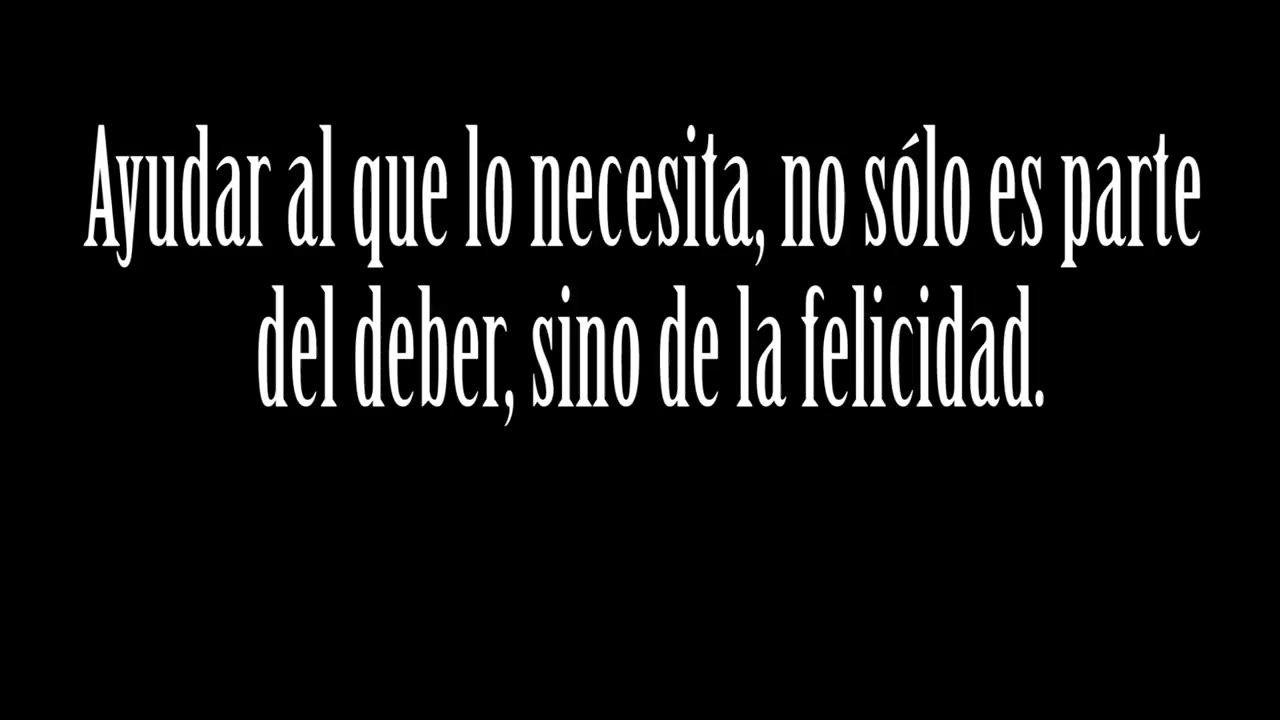 Ayudar al que lo necesita, no sólo es parte
del deber, sino de la felicidad.